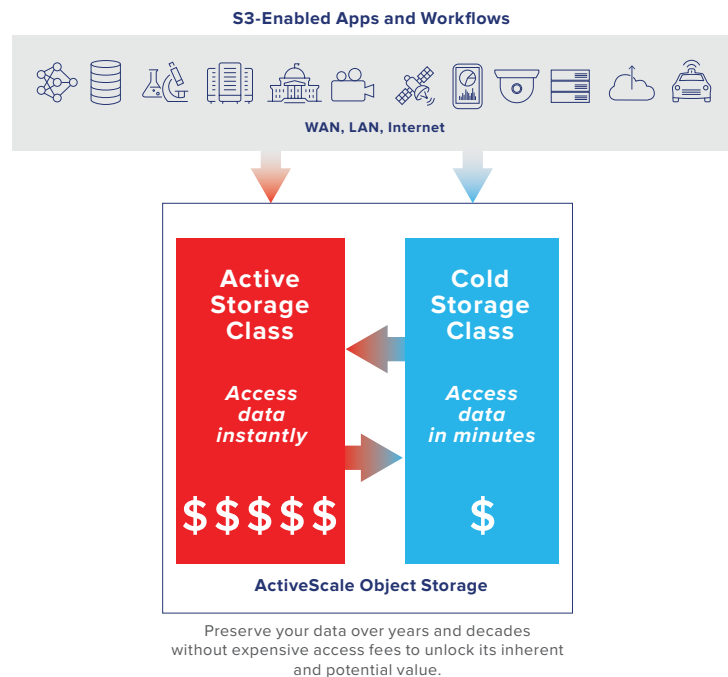 S3-Enabled Apps and Workflows
WAN, LAN, Internet
Active
Storage
Class
Access
data
instantly
$$$$$
Cold
Storage
Class
Access
data
in minutes
$
ActiveScale Object Storage
Preserve your data over years and decades
without expensive access fees to unlock its inherent
and potential value.